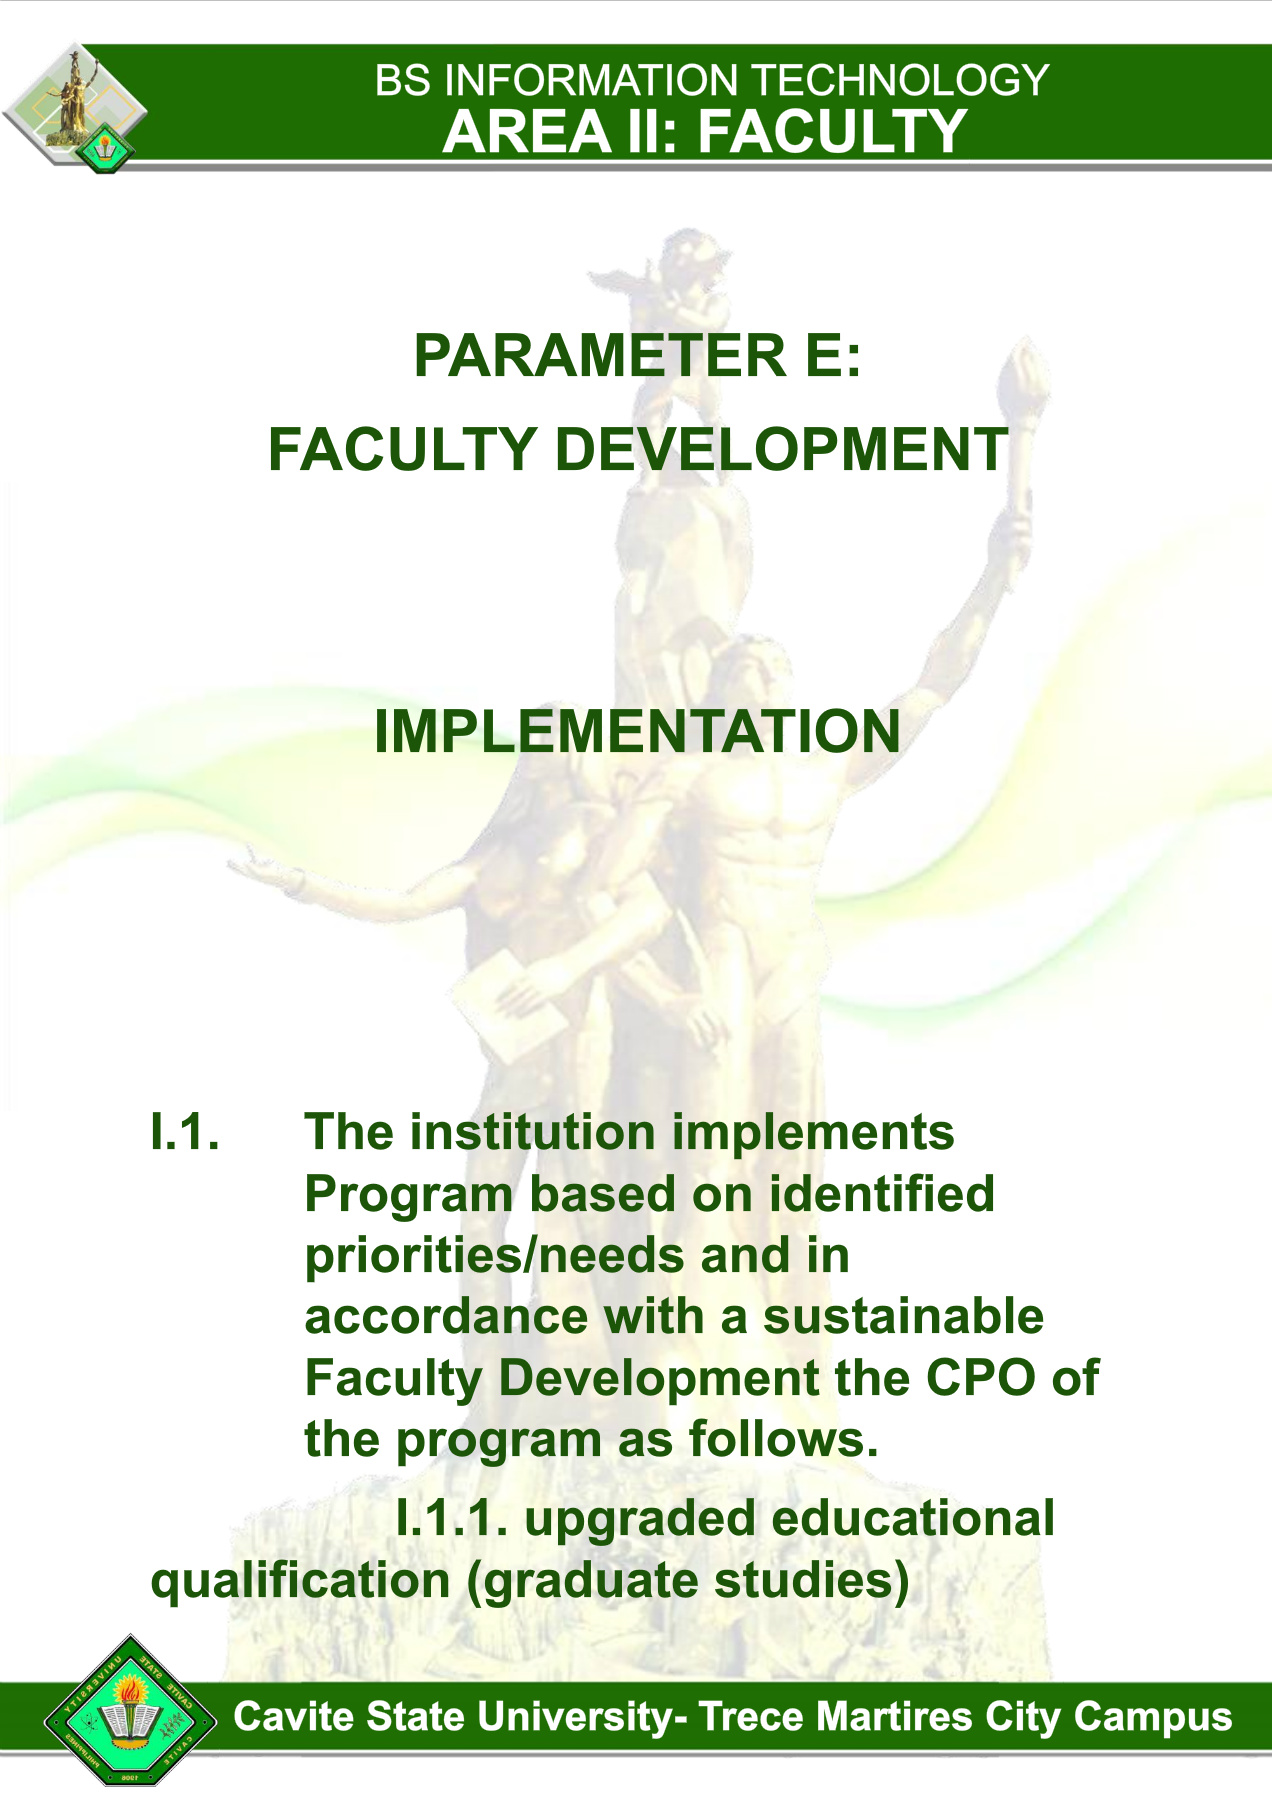 BS INFORMATION TECHNOLOGY
AREA II: FACULTY
PARAMETER E:
FACULTY DEVELOPMENT
IMPLEMENTATION
I.1. The institution implements
Program based on identified
priorities/needs and in
accordance with a sustainable
Faculty Development the CPO of
the program as follows.
I.1.1. upgraded educational
qualification (graduate studies)
CAVITE STATE UNIVERSITY
CAVITE PHILIPPINES
1906
Cavite State University- Trece Martires City Campus